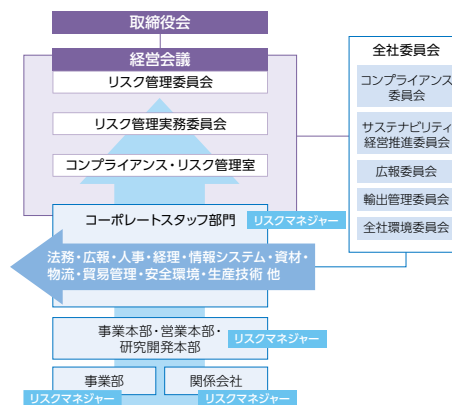 取締役会
経営会議
リスク管理委員会
リスク管理実務委員会
コンプライアンス・リスク管理室
コーポレートスタッフ部門
リスクマネジャー
法務・広報・人事・経理・情報システム・資材・
物流・貿易管理・安全環境・生産技術 他
事業本部・営業本部・
研究開発本部
リスクマネジャー
事業部
関係会社
リスクマネジャー
リスクマネジャー
全社委員会
コンプライアンス
委員会
サステナビリティ
経営推進委員会
広報委員会
輸出管理委員会
全社環境委員会